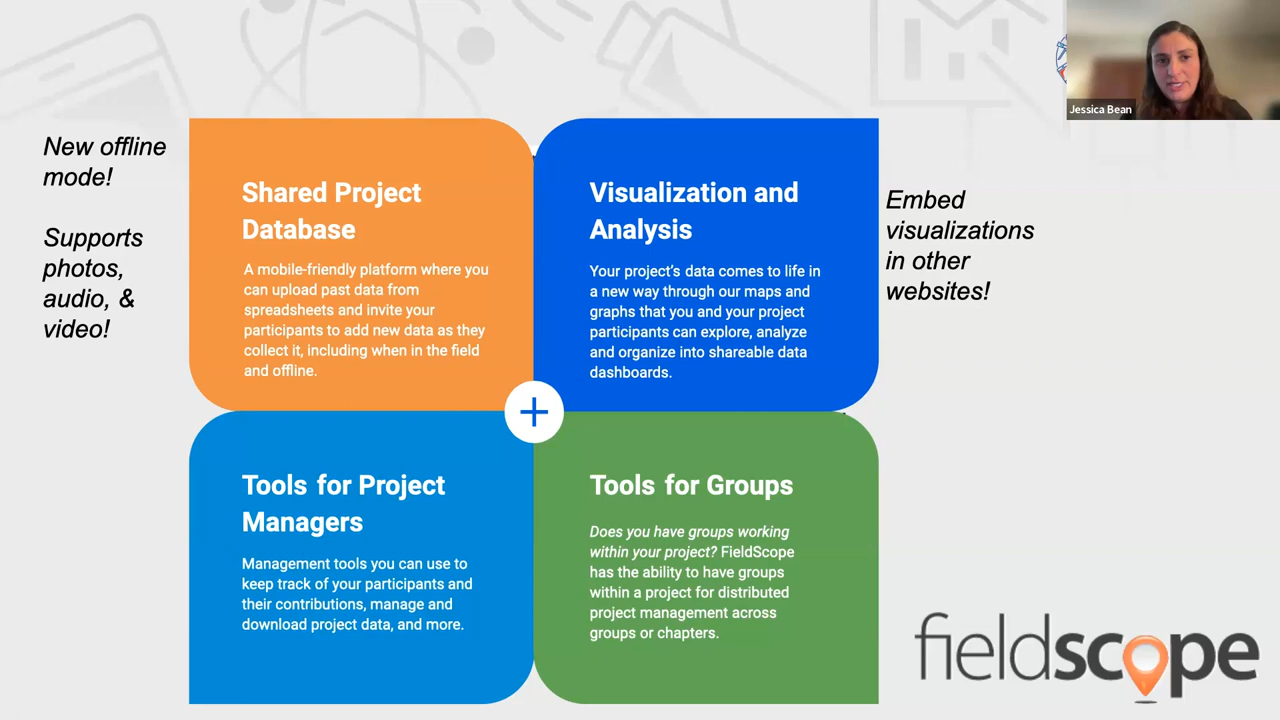 Jessica Bean
New offline
mode!
Supports
photos,
audio, &
video!
Shared Project
Database
A mobile-friendly platform where you
can upload past data from
spreadsheets and invite your
participants to add new data as they
collect it, including when in the field
and offline.
Visualization and
Analysis
Your project's data comes to life in
a new way through our maps and
graphs that you and your project
participants can explore, analyze
and organize into shareable data
dashboards.
Embed
visualizations
in other
websites!
Tools for Project
Managers
Management tools you can use to
keep track of your participants and
their contributions, manage and
download project data, and more.
Tools for Groups
Does you have groups working
within your project? FieldScope
has the ability to have groups
within a project for distributed
project management across
groups or chapters.
fieldscope